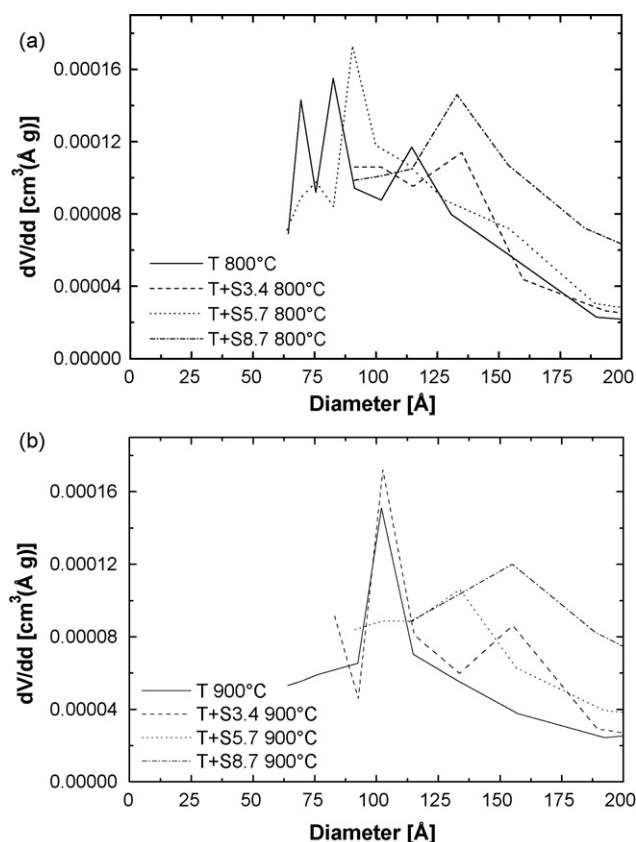 (a)
0.00016
0.00012
0.00008
0.00004
0.00000
dV/dd [cm³(Å g)]
T 800°C
T+S3.4 800°C
T+S5.7 800°C
T+S8.7 800°C
0 25 50 75 100 125 150 175 200
Diameter [Å]
(b)
0.00016
0.00012
0.00008
0.00004
0.00000
dV/dd [cm³(Å g)]
T 900°C
T+S3.4 900°C
T+S5.7 900°C
T+S8.7 900°C
0 25 50 75 100 125 150 175 200
Diameter [Å]